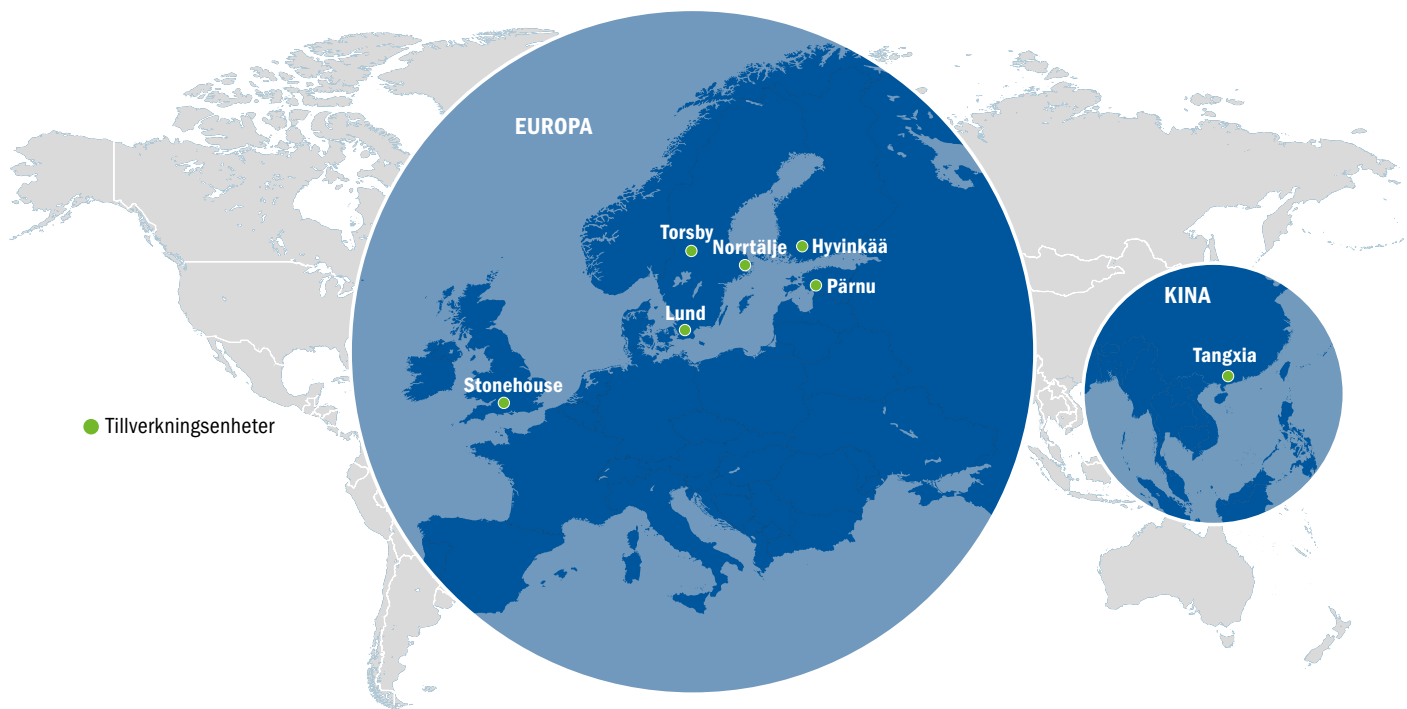 EUROPA
Torsby
Norrtälje
Hyvinkää
Pärnu
Lund
Stonehouse
KINA
Tangxia
Tillverkningsenheter